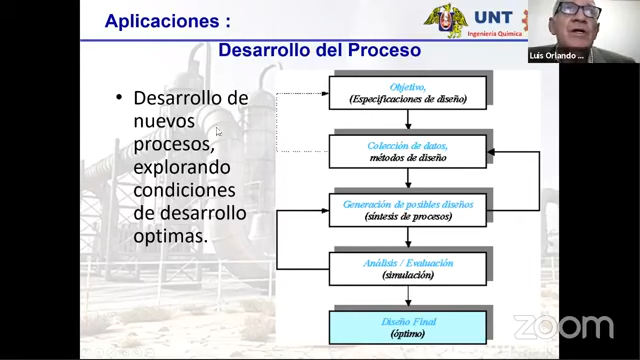 Aplicaciones :
UNT
Ingeniería Química
Luis Orlando
Desarrollo del Proceso
• Desarrollo de
nuevos
procesos,
explorando
condiciones
de desarrollo
optimas.
Objetivo,
(Especificaciones de diseño)
Colección de datos,
métodos de diseño
Generación de posibles diseños
(síntesis de procesos)
Análisis / Evaluación
(simulación)
Diseño Final
(óptimo)
zoom